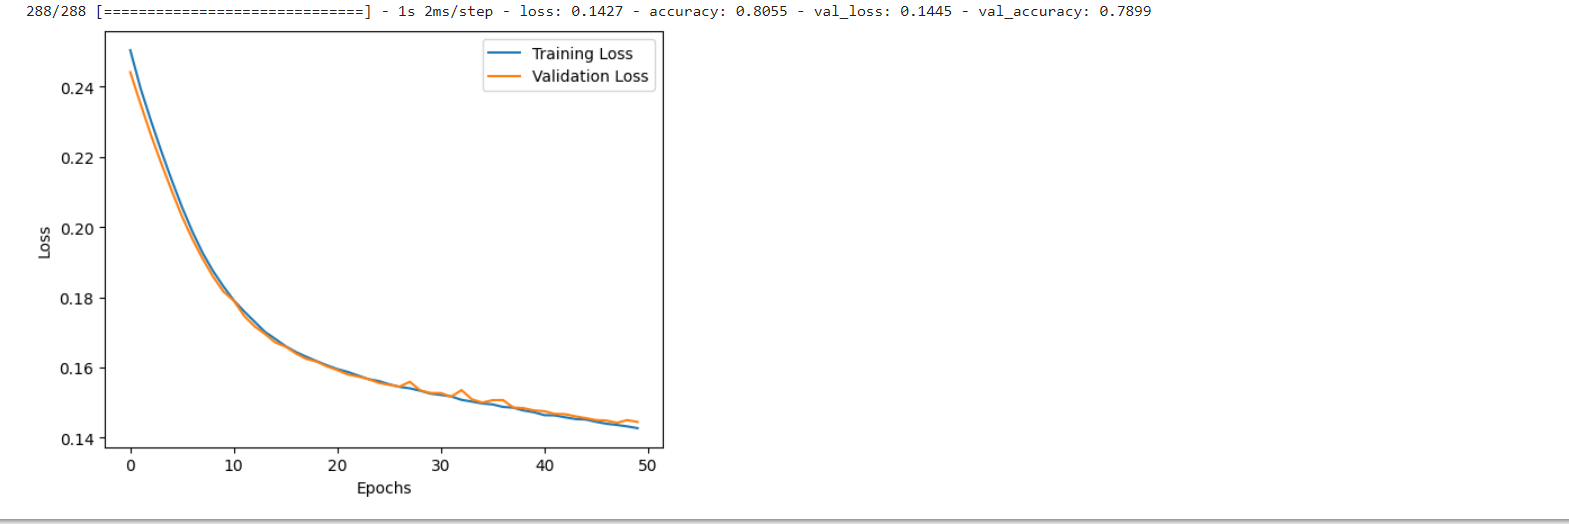 288/288 [==============================] - 1s 2ms/step - loss: 0.1427 - accuracy: 0.8055 - val_loss: 0.1445 - val_accuracy: 0.7899
Training Loss
Validation Loss
0.24
0.22
0.20
0.18
0.16
0.14
Loss
0
10
20
30
40
50
Epochs